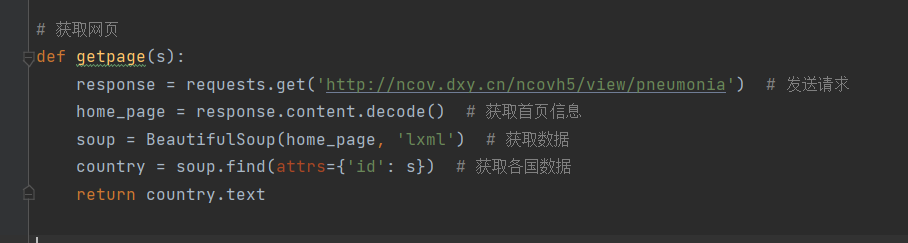 # 获取网页
def getpage(s):
    response = requests.get('http://ncov.dxy.cn/ncovh5/view/pneumonia')  # 发送请求
    home_page = response.content.decode()  # 获取首页信息
    soup = BeautifulSoup(home_page, 'lxml')  # 获取数据
    country = soup.find(attrs={'id': s})  # 获取各国数据
    return country.text